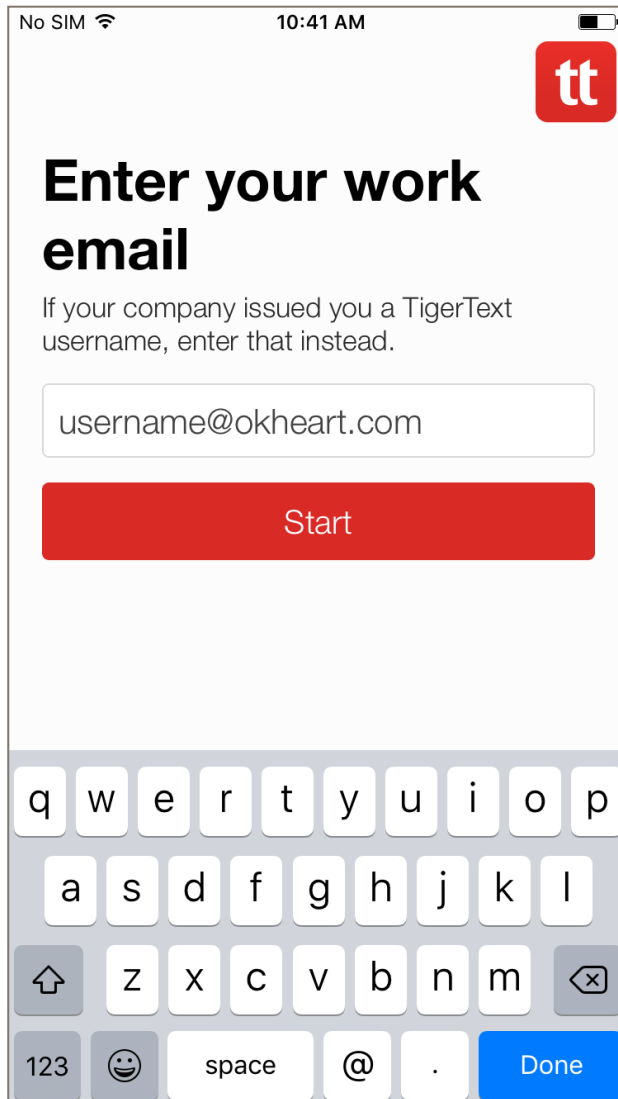 No SIM 10:41 AM
tt
Enter your work
email
If your company issued you a TigerText
username, enter that instead.
username@okheart.com
Start
q w e r t y u i o p
a s d f g h j k l
z x c v b n m
123 space @ . Done